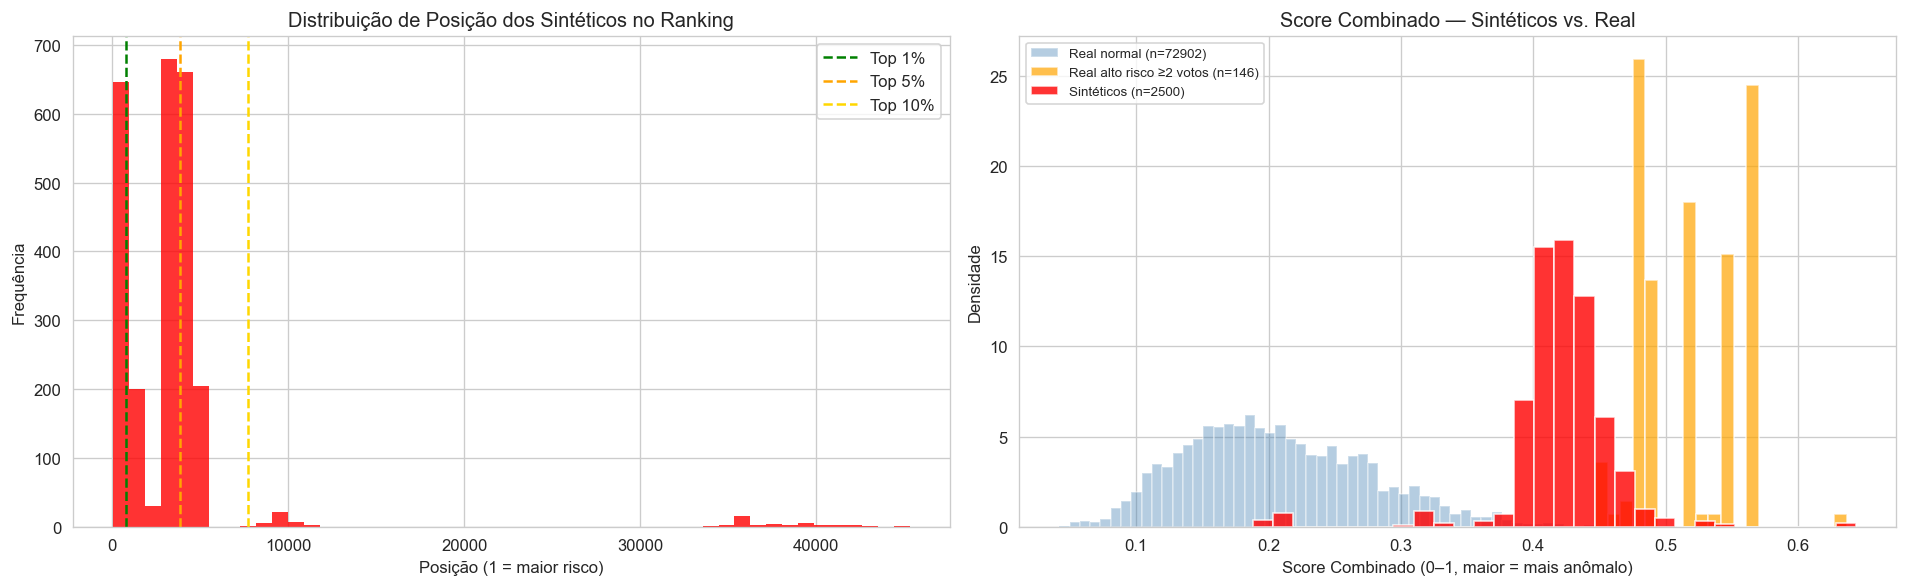 Distribuição de Posição dos Sintéticos no Ranking
700
600
500
400
300
200
100
0
Frequência
Top 1%
Top 5%
Top 10%
0
10000
20000
30000
40000
Posição (1 = maior risco)
Score Combinado — Sintéticos vs. Real
25
20
15
10
5
0
Densidade
Real normal (n=72902)
Real alto risco ≥2 votos (n=146)
Sintéticos (n=2500)
0.1
0.2
0.3
0.4
0.5
0.6
Score Combinado (0–1, maior = mais anômalo)